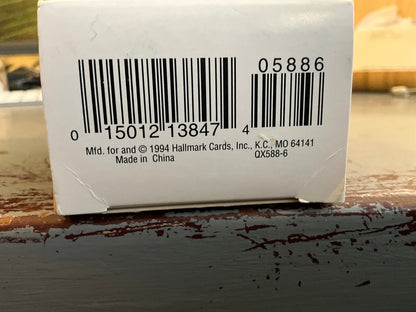 05886
0 15012 13847 4
Mfd. for and © 1994 Hallmark Cards, Inc., K.C., MO 64141
Made in China QX588-6